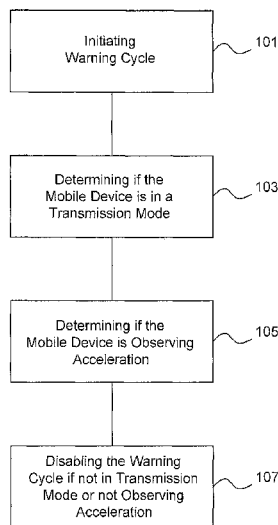 Initiating
Warning Cycle
101
Determining if the
Mobile Device is in a
Transmission Mode
103
Determining if the
Mobile Device is Observing
Acceleration
105
Disabling the Warning
Cycle if not in Transmission
Mode or not Observing
Acceleration
107